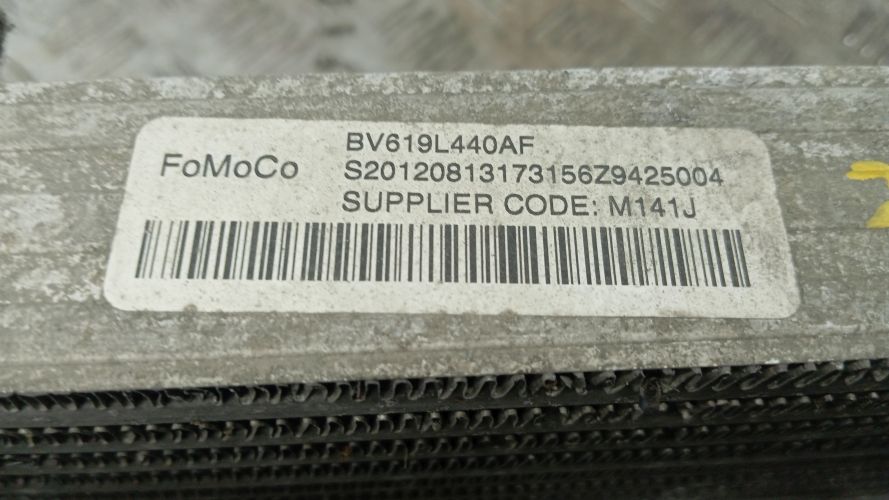 BV619L440AF
FoMoCo
S20120813173156Z9425004
SUPPLIER CODE: M141J